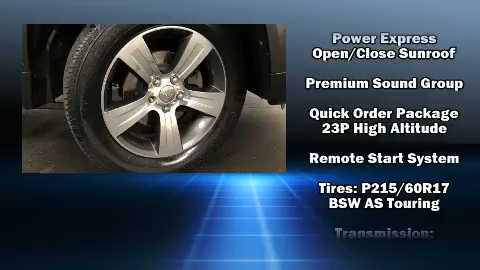 Power Express
Open/Close Sunroof
Premium Sound Group
Quick Order Package
23P High Altitude
Remote Start System
Tires: P215/60R17
BSW AS Touring
Transmission: